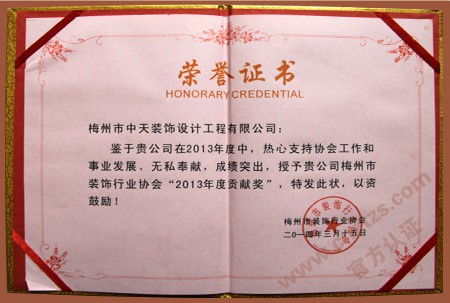 荣誉证书
HONORARY CREDENTIAL
梅州市中天装饰设计工程有限公司：
鉴于贵公司在2013年度中，热心支持协会工作和
事业发展、无私奉献，成绩突出，授予贵公司梅州市
装饰行业协会“2013年度贡献奖”，特发此状，以资
鼓励！
梅州市装饰行业协会
二〇一四年三月十五日
官方认证